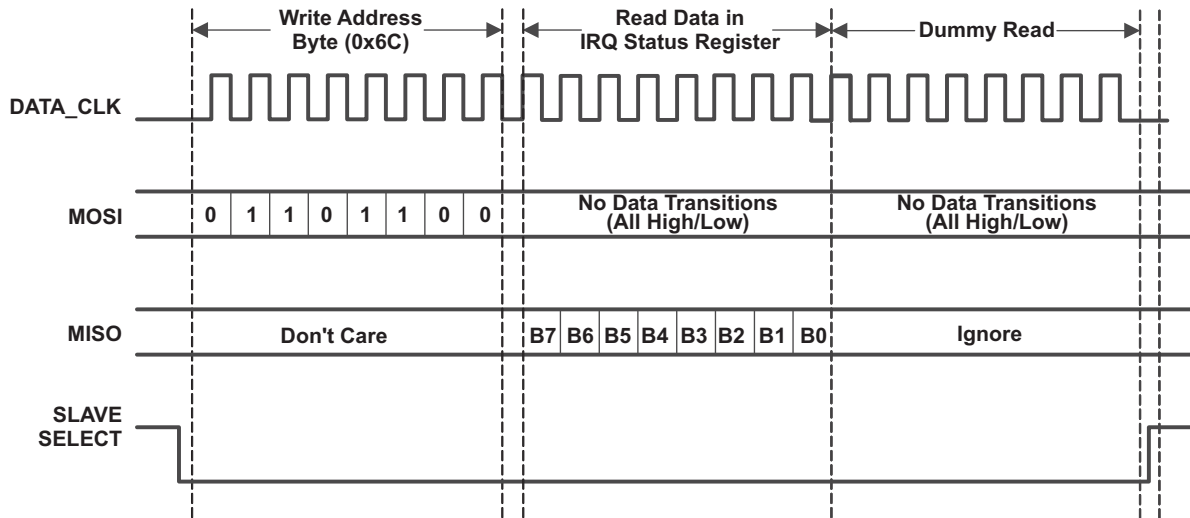 Write Address
Byte (0x6C)
Read Data in
IRQ Status Register
Dummy Read
DATA_CLK
MOSI
0 1 1 0 1 1 0 0
No Data Transitions
(All High/Low)
No Data Transitions
(All High/Low)
MISO
Don't Care
B7 B6 B5 B4 B3 B2 B1 B0
Ignore
SLAVE
SELECT